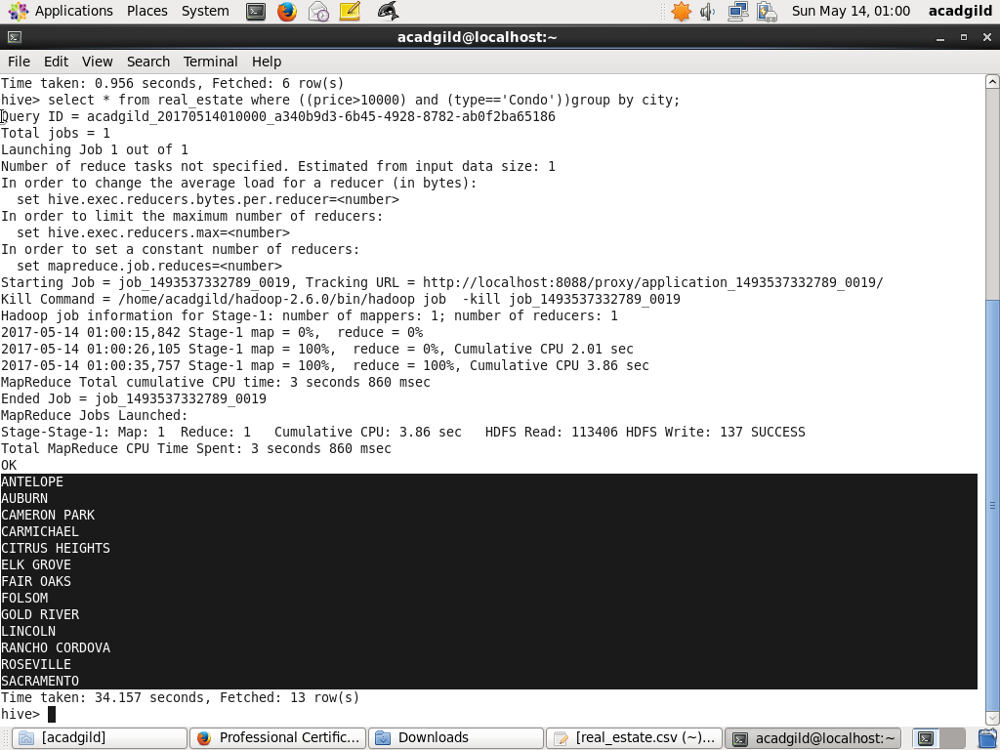 Applications Places System Sun May 14, 01:00 acadgild
acadgild@localhost:~
File Edit View Search Terminal Help
Time taken: 0.956 seconds, Fetched: 6 row(s)
hive> select * from real_estate where ((price>10000) and (type=='Condo'))group by city;
Query ID = acadgild_20170514010000_a340b9d3-6b45-4928-8782-ab0f2ba65186
Total jobs = 1
Launching Job 1 out of 1
Number of reduce tasks not specified. Estimated from input data size: 1
In order to change the average load for a reducer (in bytes):
  set hive.exec.reducers.bytes.per.reducer=<number>
In order to limit the maximum number of reducers:
  set hive.exec.reducers.max=<number>
In order to set a constant number of reducers:
  set mapreduce.job.reduces=<number>
Starting Job = job_1493537332789_0019, Tracking URL = http://localhost:8088/proxy/application_1493537332789_0019/
Kill Command = /home/acadgild/hadoop-2.6.0/bin/hadoop job  -kill job_1493537332789_0019
Hadoop job information for Stage-1: number of mappers: 1; number of reducers: 1
2017-05-14 01:00:15,842 Stage-1 map = 0%,  reduce = 0%
2017-05-14 01:00:26,105 Stage-1 map = 100%,  reduce = 0%, Cumulative CPU 2.01 sec
2017-05-14 01:00:35,757 Stage-1 map = 100%,  reduce = 100%, Cumulative CPU 3.86 sec
MapReduce Total cumulative CPU time: 3 seconds 860 msec
Ended Job = job_1493537332789_0019
MapReduce Jobs Launched:
Stage-Stage-1: Map: 1  Reduce: 1   Cumulative CPU: 3.86 sec   HDFS Read: 113406 HDFS Write: 137 SUCCESS
Total MapReduce CPU Time Spent: 3 seconds 860 msec
OK
ANTELOPE
AUBURN
CAMERON PARK
CARMICHAEL
CITRUS HEIGHTS
ELK GROVE
FAIR OAKS
FOLSOM
GOLD RIVER
LINCOLN
RANCHO CORDOVA
ROSEVILLE
SACRAMENTO
Time taken: 34.157 seconds, Fetched: 13 row(s)
hive>
[acadgild] Professional Certific... Downloads [real_estate.csv (~)... acadgild@localhost:~